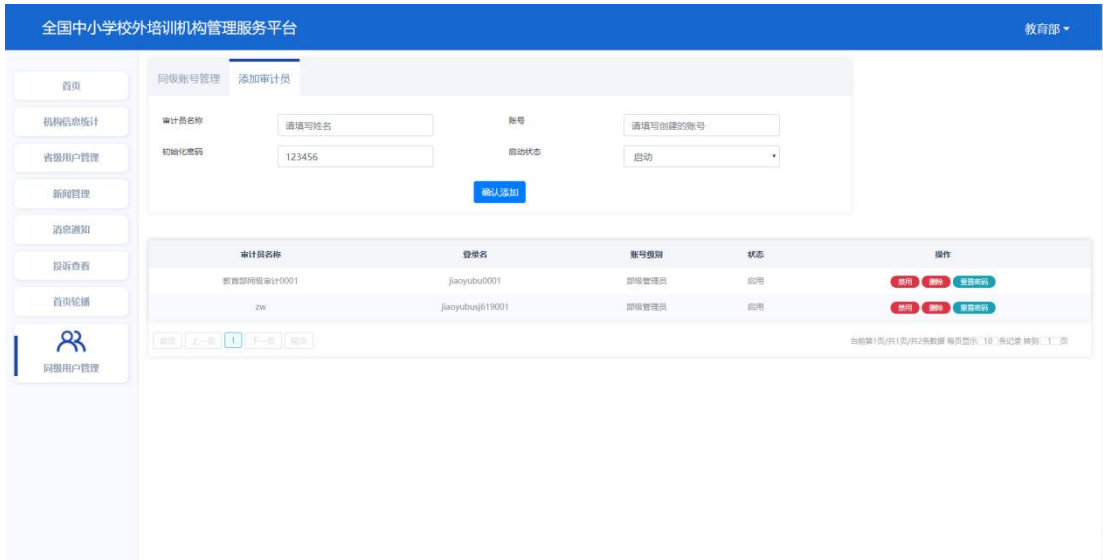 全国中小学校外培训机构管理服务平台 教育部
首页
机构信息统计
省级用户管理
新闻管理
消息通知
投诉查看
首页轮播
同级用户管理
同级账号管理 添加审计员
审计员名称 请填写姓名 账号 请填写创建的账号
初始化密码 123456 启动状态 启动
确认添加
审计员名称 登录名 账号级别 状态 操作
教育部同级审计0001 jiaoyubu0001 部级管理员 启用 禁用 删除 重置密码
zw jiaoyubusj619001 部级管理员 启用 禁用 删除 重置密码
首页 上一页 1 下一页 尾页 当前第1页/共1页/共2条数据 每页显示 10 条记录 转到 1 页